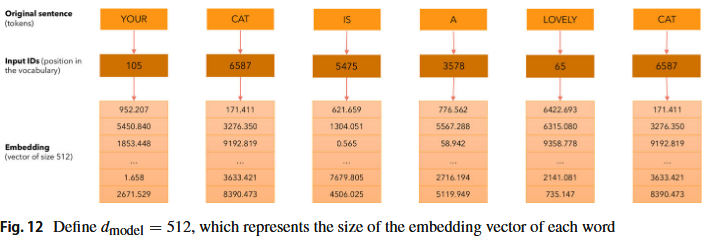 Original sentence (tokens) YOUR CAT IS A LOVELY CAT
Input IDs (position in the vocabulary) 105 6587 5475 3578 65 6587
952.207 171.411 621.659 776.562 6422.693 171.411
5450.840 3276.350 1304.051 5567.288 6315.080 3276.350
1853.448 9192.819 0.565 58.942 9358.778 9192.819
Embedding (vector of size 512) ... ... ... ... ... ...
1.658 3633.421 7679.805 2716.194 2141.081 3633.421
2671.529 8390.473 4506.025 5119.949 735.147 8390.473
Fig. 12 Define dmodel = 512, which represents the size of the embedding vector of each word